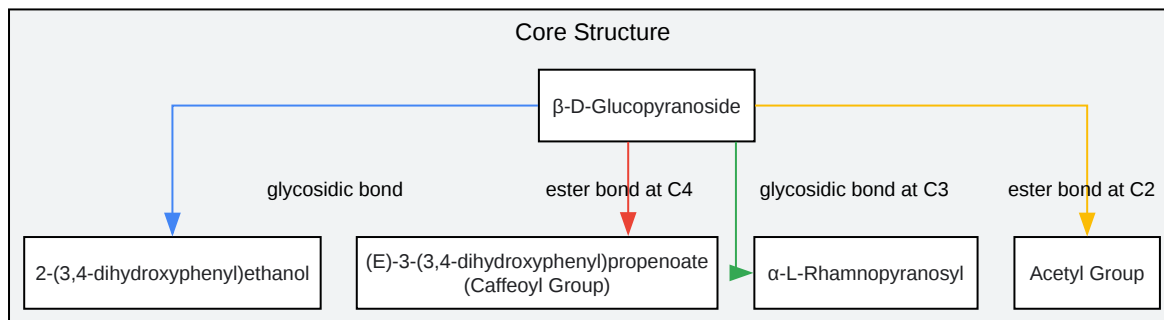 Core Structure
β-D-Glucopyranoside
glycosidic bond
ester bond at C4
glycosidic bond at C3
ester bond at C2
2-(3,4-dihydroxyphenyl)ethanol
(E)-3-(3,4-dihydroxyphenyl)propenoate
(Caffeoyl Group)
α-L-Rhamnopyranosyl
Acetyl Group